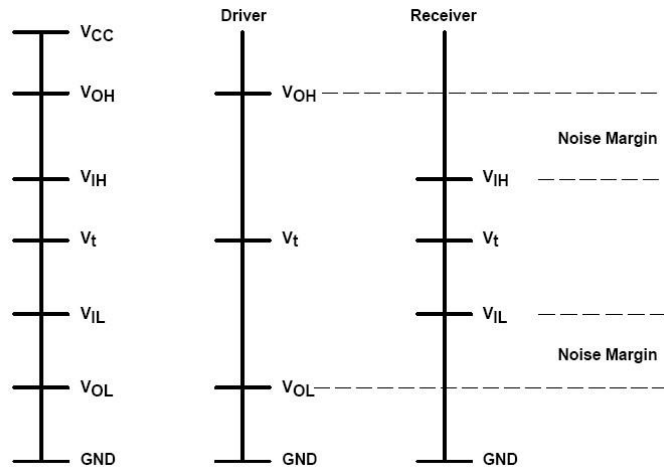 Driver
Receiver
VCC
VOH
VOH
Noise Margin
VIH
VIH
Vt
Vt
Vt
VIL
VIL
Noise Margin
VOL
VOL
GND
GND
GND